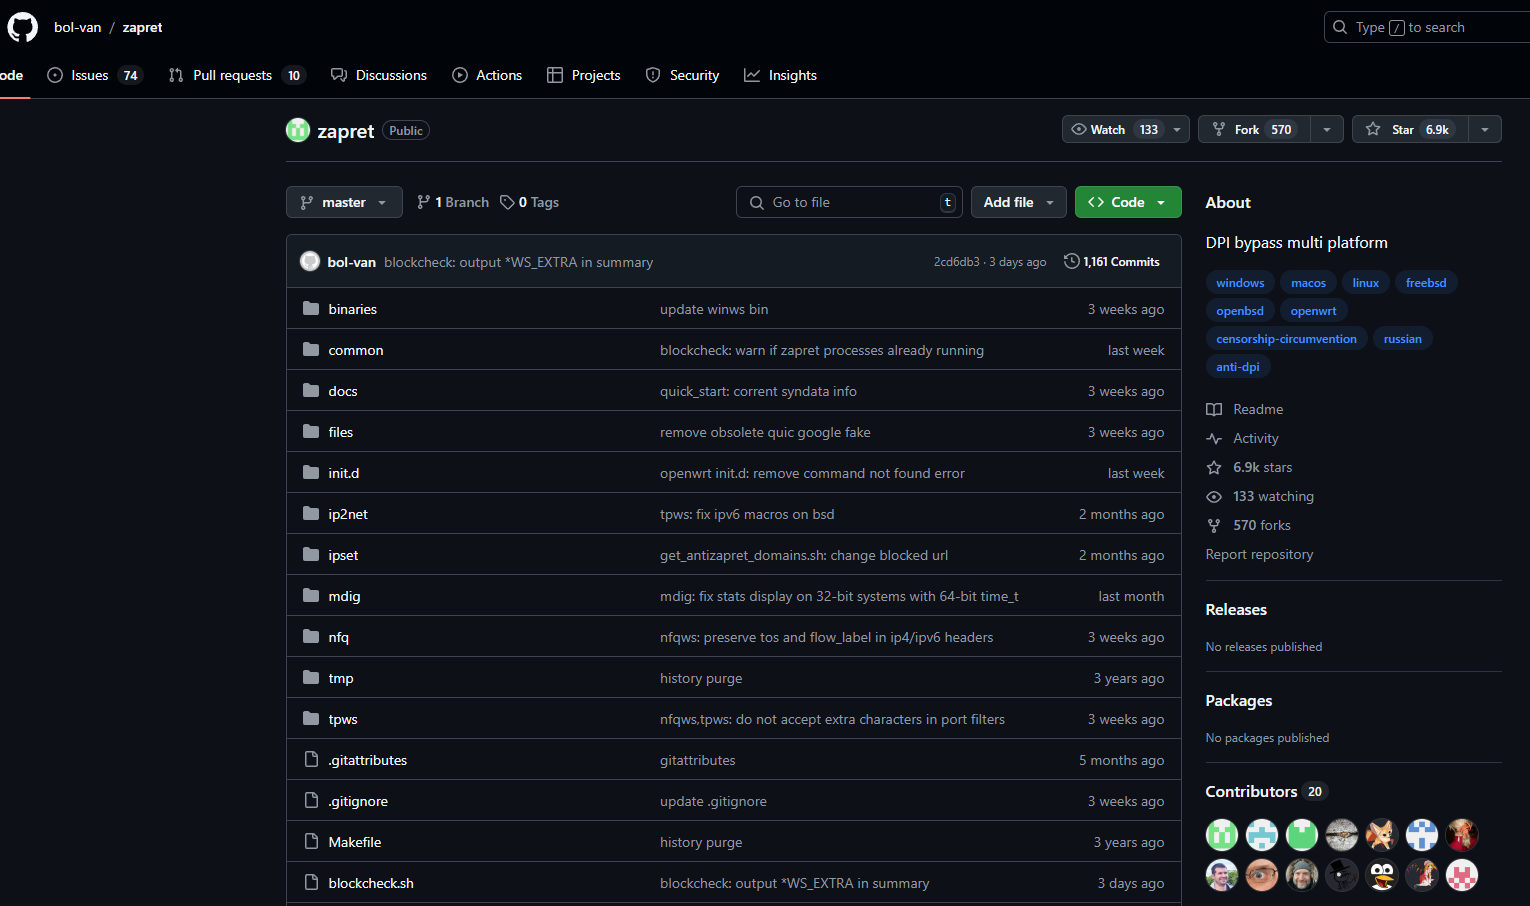 bol-van / zapret
Type / to search
ode
Issues 74
Pull requests 10
Discussions
Actions
Projects
Security
Insights
zapret Public
Watch 133
Fork 570
Star 6.9k
master
1 Branch
0 Tags
Go to file t
Add file
<> Code
bol-van blockcheck: output *WS_EXTRA in summary 2cd6db3 · 3 days ago 1,161 Commits
binaries update winws bin 3 weeks ago
common blockcheck: warn if zapret processes already running last week
docs quick_start: corrent syndata info 3 weeks ago
files remove obsolete quic google fake 3 weeks ago
init.d openwrt init.d: remove command not found error last week
ip2net tpws: fix ipv6 macros on bsd 2 months ago
ipset get_antizapret_domains.sh: change blocked url 2 months ago
mdig mdig: fix stats display on 32-bit systems with 64-bit time_t last month
nfq nfqws: preserve tos and flow_label in ip4/ipv6 headers 3 weeks ago
tmp history purge 3 years ago
tpws nfqws,tpws: do not accept extra characters in port filters 3 weeks ago
.gitattributes gitattributes 5 months ago
.gitignore update .gitignore 3 weeks ago
Makefile history purge 3 years ago
blockcheck.sh blockcheck: output *WS_EXTRA in summary 3 days ago
About
DPI bypass multi platform
windows macos linux freebsd
openbsd openwrt
censorship-circumvention russian
anti-dpi
Readme
Activity
6.9k stars
133 watching
570 forks
Report repository
Releases
No releases published
Packages
No packages published
Contributors 20